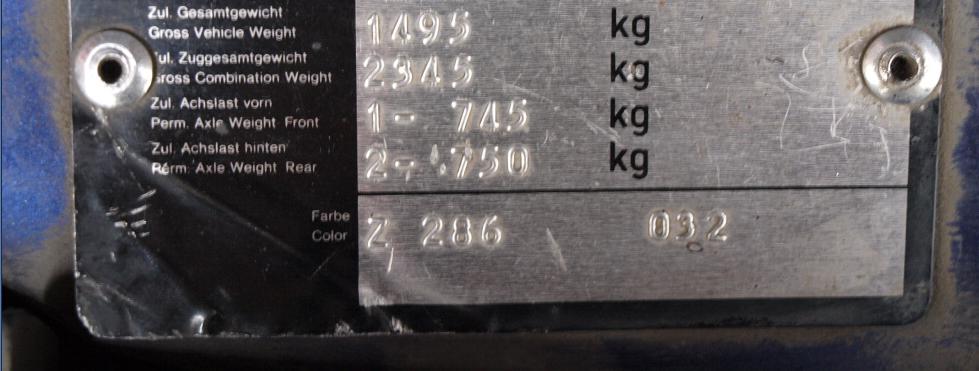 Zul. Gesamtgewicht
Gross Vehicle Weight 1495 kg
Zul. Zuggesamtgewicht
Gross Combination Weight 2345 kg
Zul. Achslast vorn
Perm. Axle Weight Front 1- 745 kg
Zul. Achslast hinten
Perm. Axle Weight Rear 2- 750 kg
Farbe
Color Z 286 032